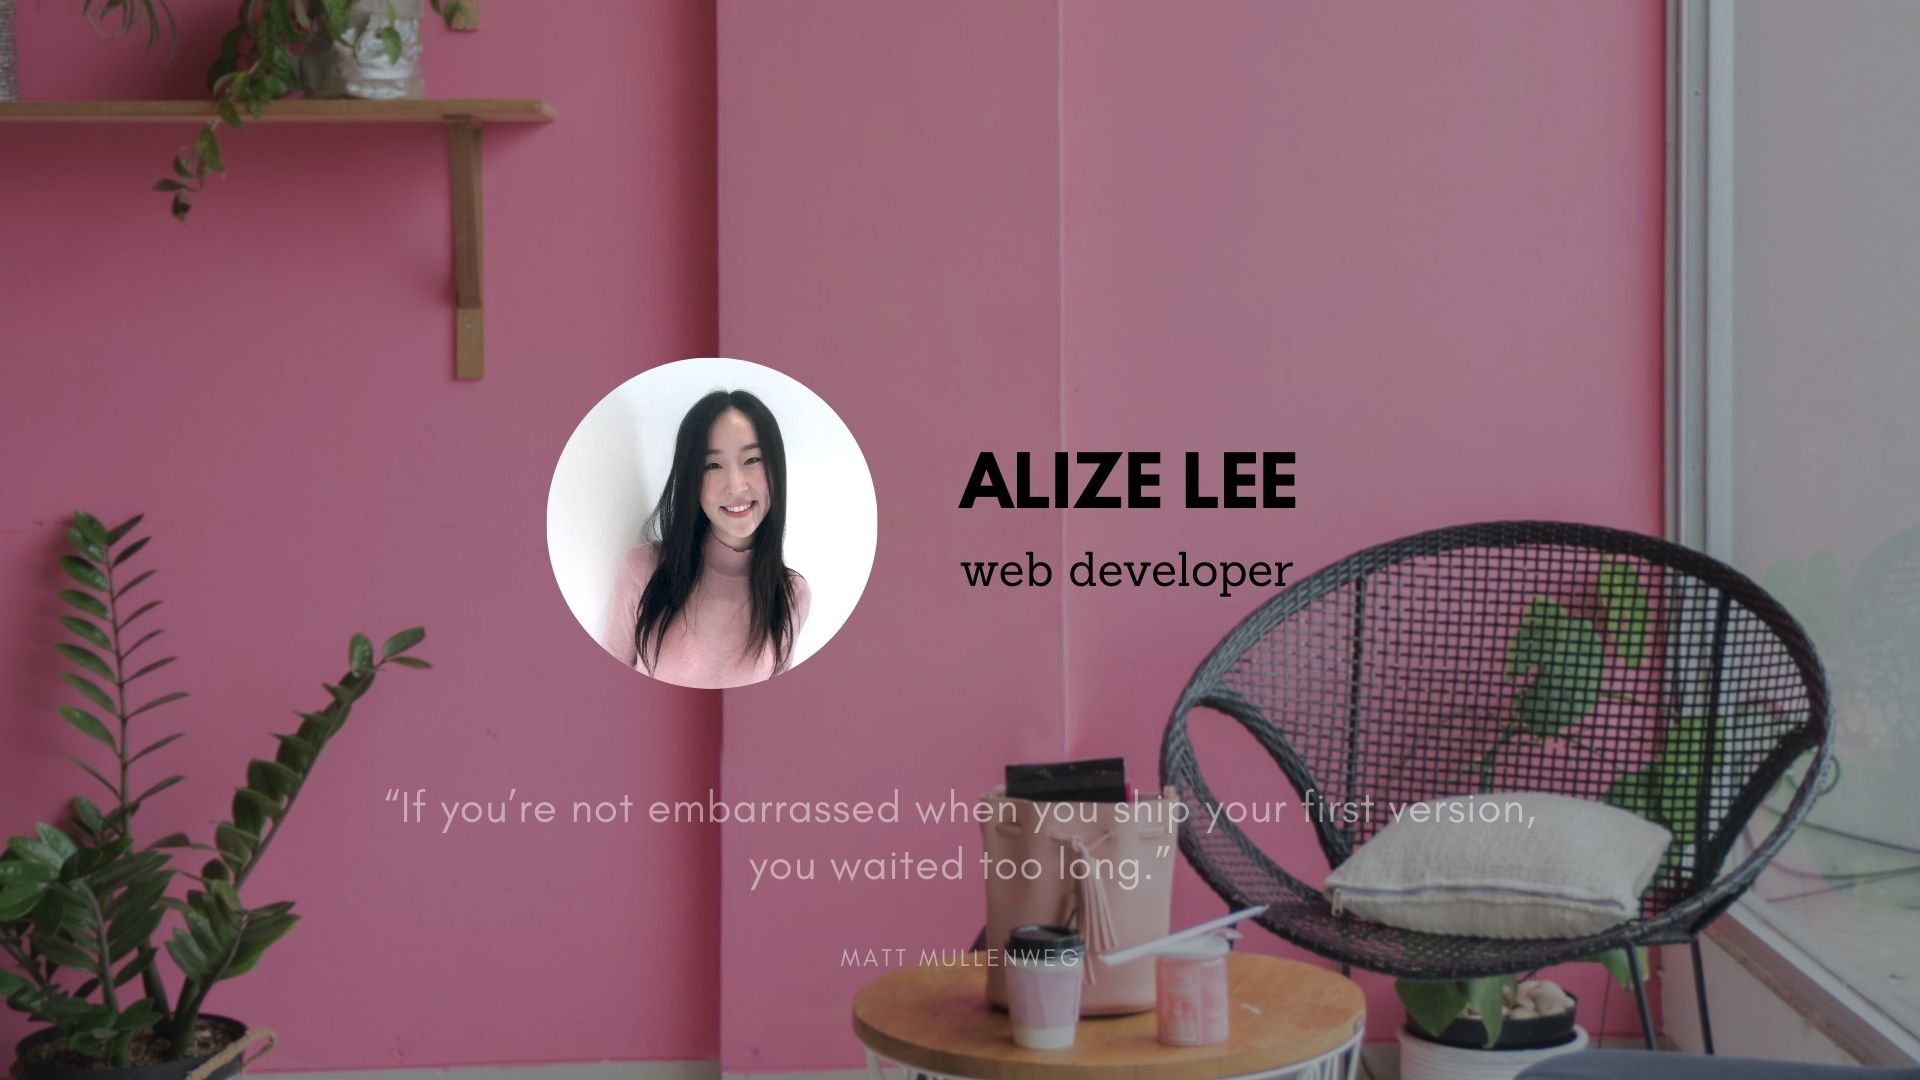 ALIZE LEE
web developer
“If you’re not embarrassed when you ship your first version,
you waited too long.”
MATT MULLENWEG